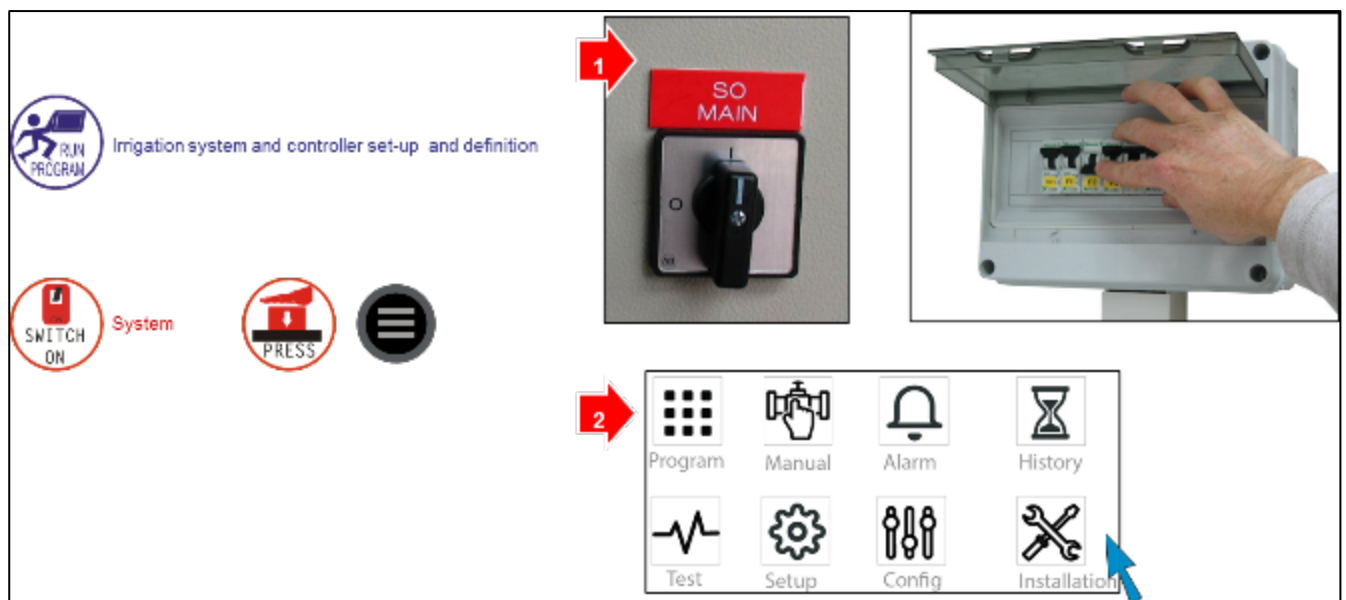 RUN
PROGRAM
Irrigation system and controller set-up and definition
SWITCH
ON
System
PRESS
1
SO
MAIN
I
O
2
Program
Manual
Alarm
History
Test
Setup
Config
Installation